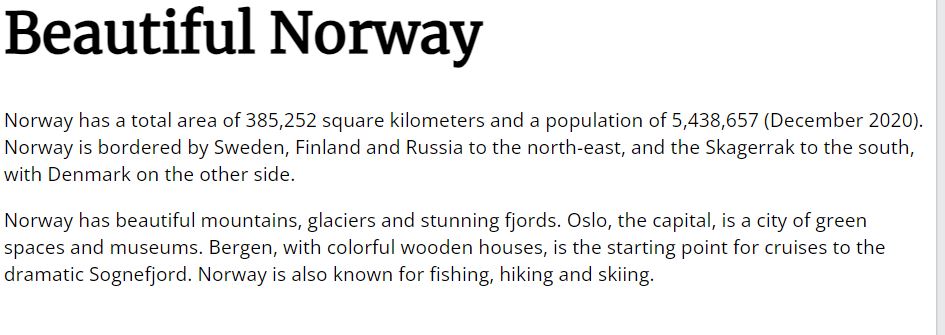 Beautiful Norway
Norway has a total area of 385,252 square kilometers and a population of 5,438,657 (December 2020).
Norway is bordered by Sweden, Finland and Russia to the north-east, and the Skagerrak to the south,
with Denmark on the other side.
Norway has beautiful mountains, glaciers and stunning fjords. Oslo, the capital, is a city of green
spaces and museums. Bergen, with colorful wooden houses, is the starting point for cruises to the
dramatic Sognefjord. Norway is also known for fishing, hiking and skiing.